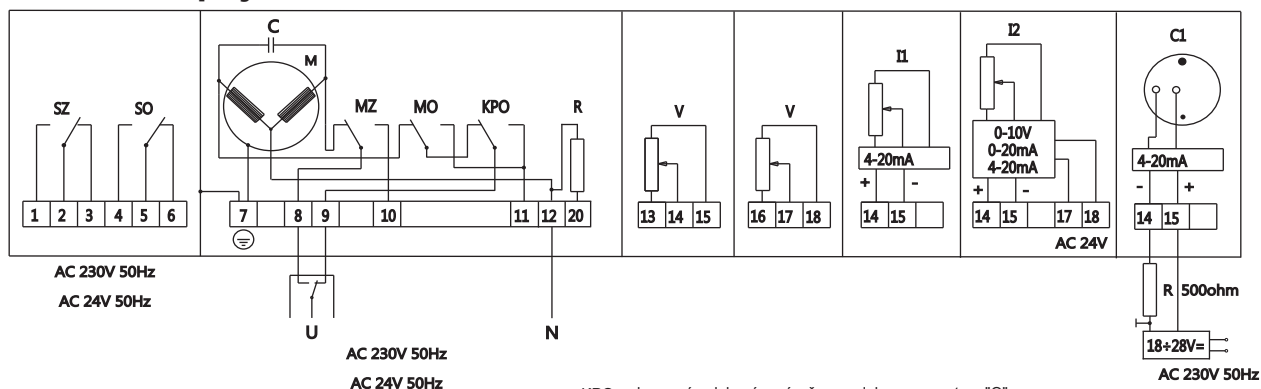 C
M
SZ
SO
MZ
MO
KPO
R
V
V
I1
I2
C1
0-10V
0-20mA
4-20mA
4-20mA
4-20mA
+ -
+ -
- +
1 2 3 4 5 6
7 8 9 10 11 12 20
13 14 15
16 17 18
14 15
14 15 17 18
14 15
AC 24V
AC 230V 50Hz
AC 24V 50Hz
U
N
AC 230V 50Hz
AC 24V 50Hz
R 500ohm
18÷28V=
AC 230V 50Hz